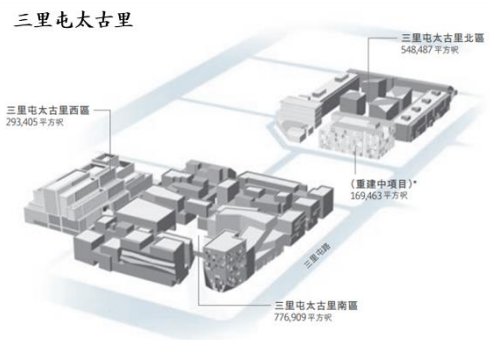 三里屯太古里
三里屯太古里北區
548,487 平方呎
三里屯太古里西區
293,405 平方呎
（重建中項目）*
169,463 平方呎
三里屯路
三里屯太古里南區
776,909 平方呎